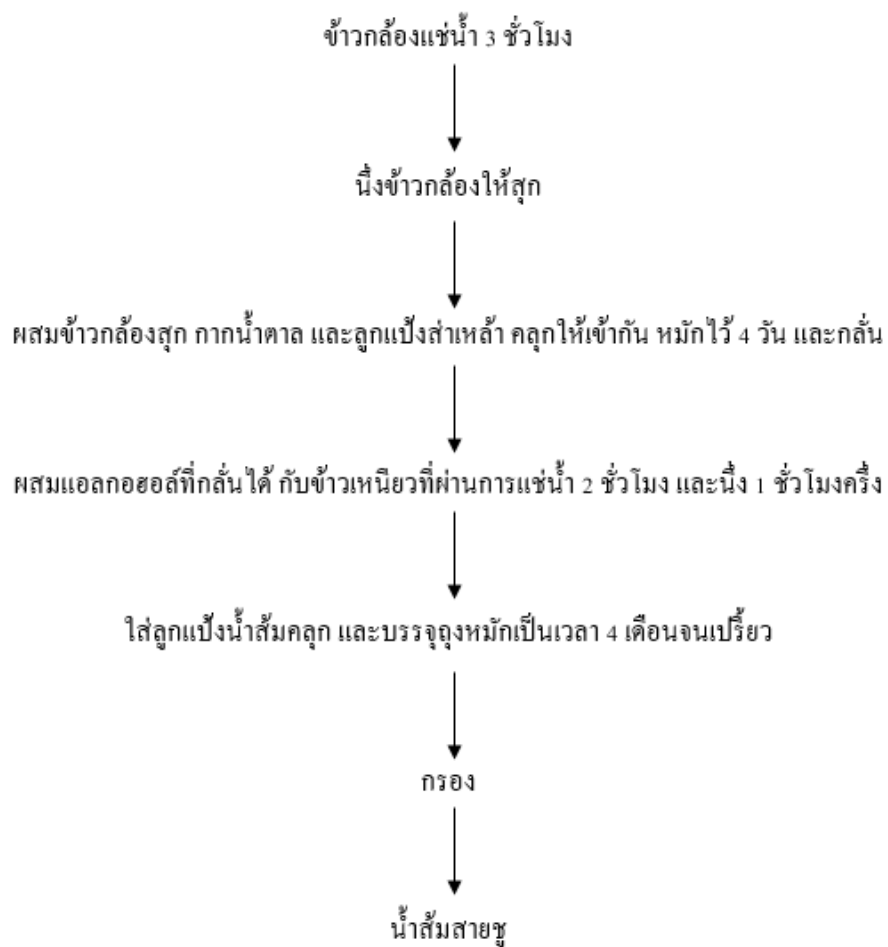 ข้าวกล้องแช่น้ำ 3 ชั่วโมง
นึ่งข้าวกล้องให้สุก
ผสมข้าวกล้องสุก กากน้ำตาล และลูกแป้งสาเหล้า คลุกให้เข้ากัน หมักไว้ 4 วัน และกลั่น
ผสมแอลกอฮอล์ที่กลั่นได้ กับข้าวเหนียวที่ผ่านการแช่น้ำ 2 ชั่วโมง และนึ่ง 1 ชั่วโมงครึ่ง
ใส่ลูกแป้งน้ำส้มคลุก และบรรจุถุงหมักเป็นเวลา 4 เดือนจนเปรี้ยว
กรอง
น้ำส้มสายชู